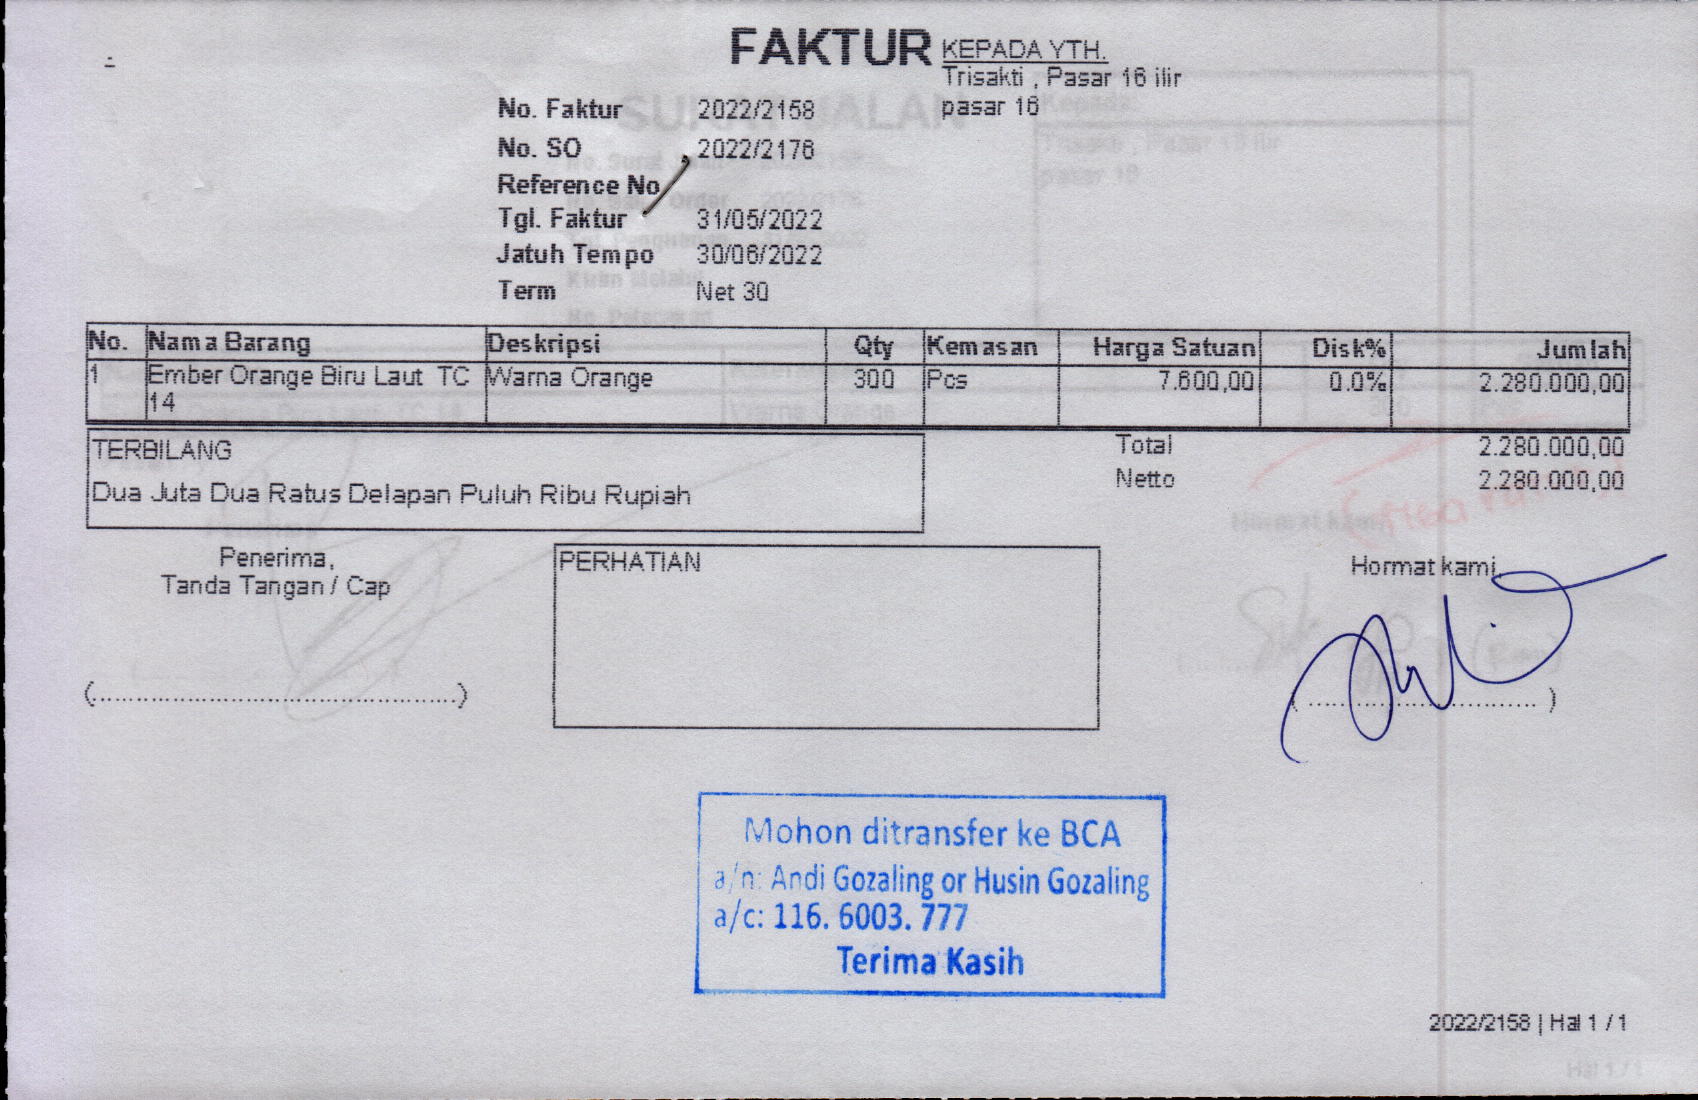 FAKTUR
KEPADA YTH.
Trisakti , Pasar 16 ilir
pasar 16
No. Faktur 2022/2158
No. SO 2022/2176
Reference No
Tgl. Faktur 31/05/2022
Jatuh Tempo 30/06/2022
Term Net 30
No. Nama Barang Deskripsi Qty Kemasan Harga Satuan Disk% Jumlah
1 Ember Orange Biru Laut TC Warna Orange 300 Pcs 7.600,00 0.0% 2.280.000,00
14
TERBILANG
Dua Juta Dua Ratus Delapan Puluh Ribu Rupiah
Total 2.280.000,00
Netto 2.280.000,00
Penerima,
Tanda Tangan / Cap
(..............................................)
PERHATIAN
Hormat kami,
( ............................. )
Mohon ditransfer ke BCA
a/n: Andi Gozaling or Husin Gozaling
a/c: 116. 6003. 777
Terima Kasih
2022/2158 | Hal 1 / 1